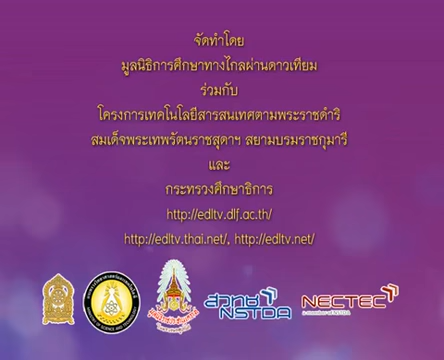 จัดทำโดย
มูลนิธิการศึกษาทางไกลผ่านดาวเทียม
ร่วมกับ
โครงการเทคโนโลยีสารสนเทศตามพระราชดำริ
สมเด็จพระเทพรัตนราชสุดาฯ สยามบรมราชกุมารี
และ
กระทรวงศึกษาธิการ
http://edltv.dlf.ac.th/
http://edltv.thai.net/, http://edltv.net/
สวทช
NSTDA
NECTEC
a member of NSTDA